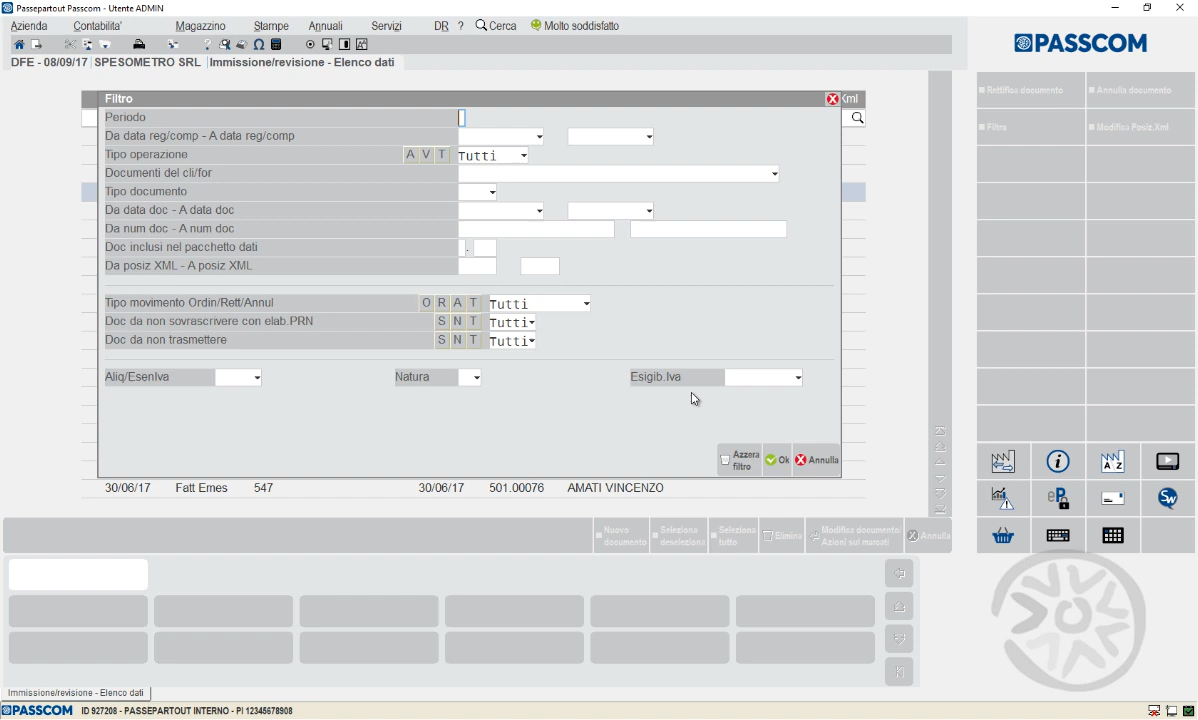 Passepartout Passcom - Utente ADMIN
Azienda Contabilita' Magazzino Stampe Annuali Servizi DR ? Cerca Molto soddisfatto
DFE - 08/09/17 SPESOMETRO SRL Immissione/revisione - Elenco dati
PASSCOM
Rettifica documento Annulla documento
Filtro Modifica Posiz.Xml
Filtro Xml
Periodo
Da data reg/comp - A data reg/comp
Tipo operazione A V T Tutti
Documenti del cli/for
Tipo documento
Da data doc - A data doc
Da num doc - A num doc
Doc inclusi nel pacchetto dati .
Da posiz XML - A posiz XML
Tipo movimento Ordin/Rett/Annul O R A T Tutti
Doc da non sovrascrivere con elab.PRN S N T Tutti
Doc da non trasmettere S N T Tutti
Aliq/EsenIva Natura Esigib.Iva
Azzera filtro Ok Annulla
30/06/17 Fatt Emes 547 30/06/17 501.00076 AMATI VINCENZO
Nuovo documento Seleziona deseleziona Seleziona tutto Elimina Modifica documento/ Azioni sui marcati Annulla
Immissione/revisione - Elenco dati
PASSCOM ID 927208 - PASSEPARTOUT INTERNO - PI 12345678908